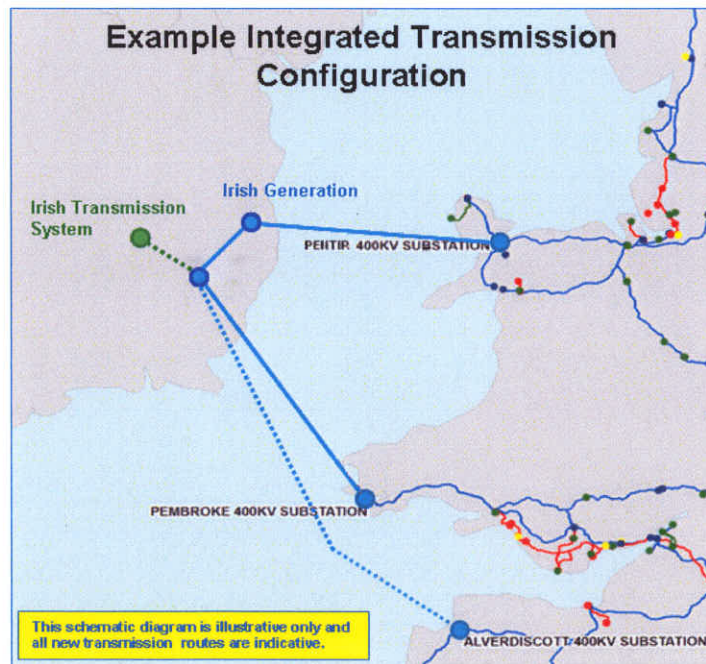 Example Integrated Transmission
Configuration
Irish Generation
Irish Transmission
System
PENTIR 400KV SUBSTATION
PEMBROKE 400KV SUBSTATION
ALVERDISCOTT 400KV SUBSTATION
This schematic diagram is illustrative only and
all new transmission routes are indicative.